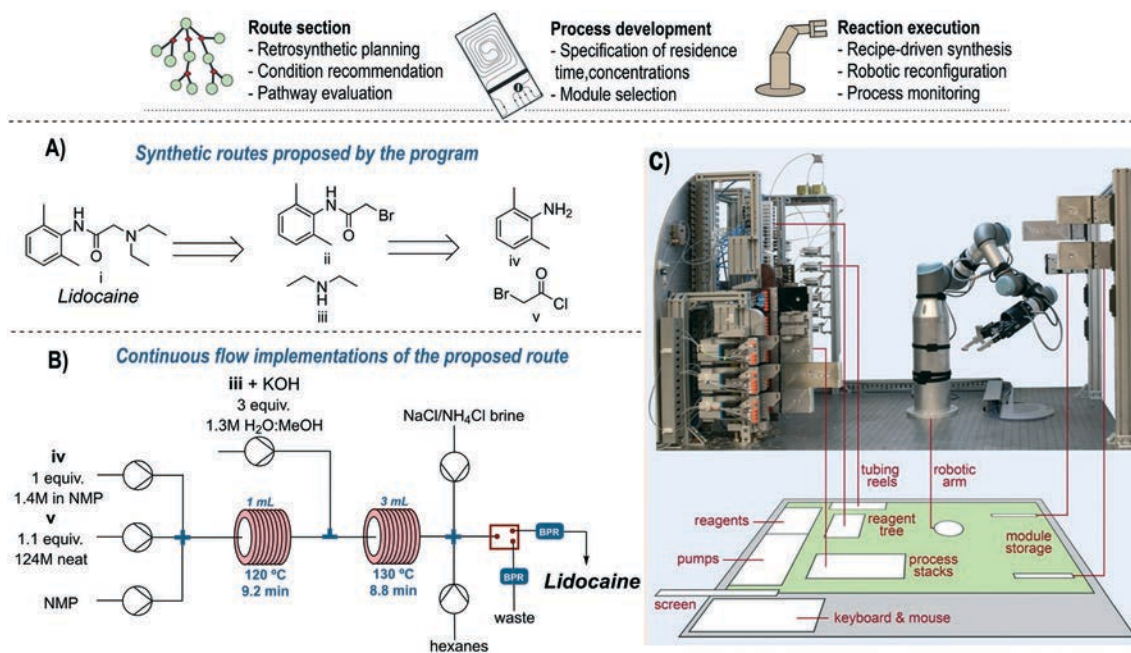 Route section
- Retrosynthetic planning
- Condition recommendation
- Pathway evaluation
Process development
- Specification of residence
time,concentrations
- Module selection
Reaction execution
- Recipe-driven synthesis
- Robotic reconfiguration
- Process monitoring
A)
Synthetic routes proposed by the program
NH
O
N
i
Lidocaine
H
N
O
Br
ii
H
N
iii
NH2
iv
Br
O
Cl
v
B)
Continuous flow implementations of the proposed route
iii + KOH
3 equiv.
1.3M H2O:MeOH
NaCl/NH4Cl brine
iv
1 equiv.
1.4M in NMP
v
1.1 equiv.
124M neat
NMP
1 mL
120 ºC
9.2 min
3 mL
130 ºC
8.8 min
BPR
BPR
Lidocaine
waste
hexanes
C)
tubing
reels
robotic
arm
reagents
reagent
tree
module
storage
pumps
process
stacks
screen
keyboard & mouse